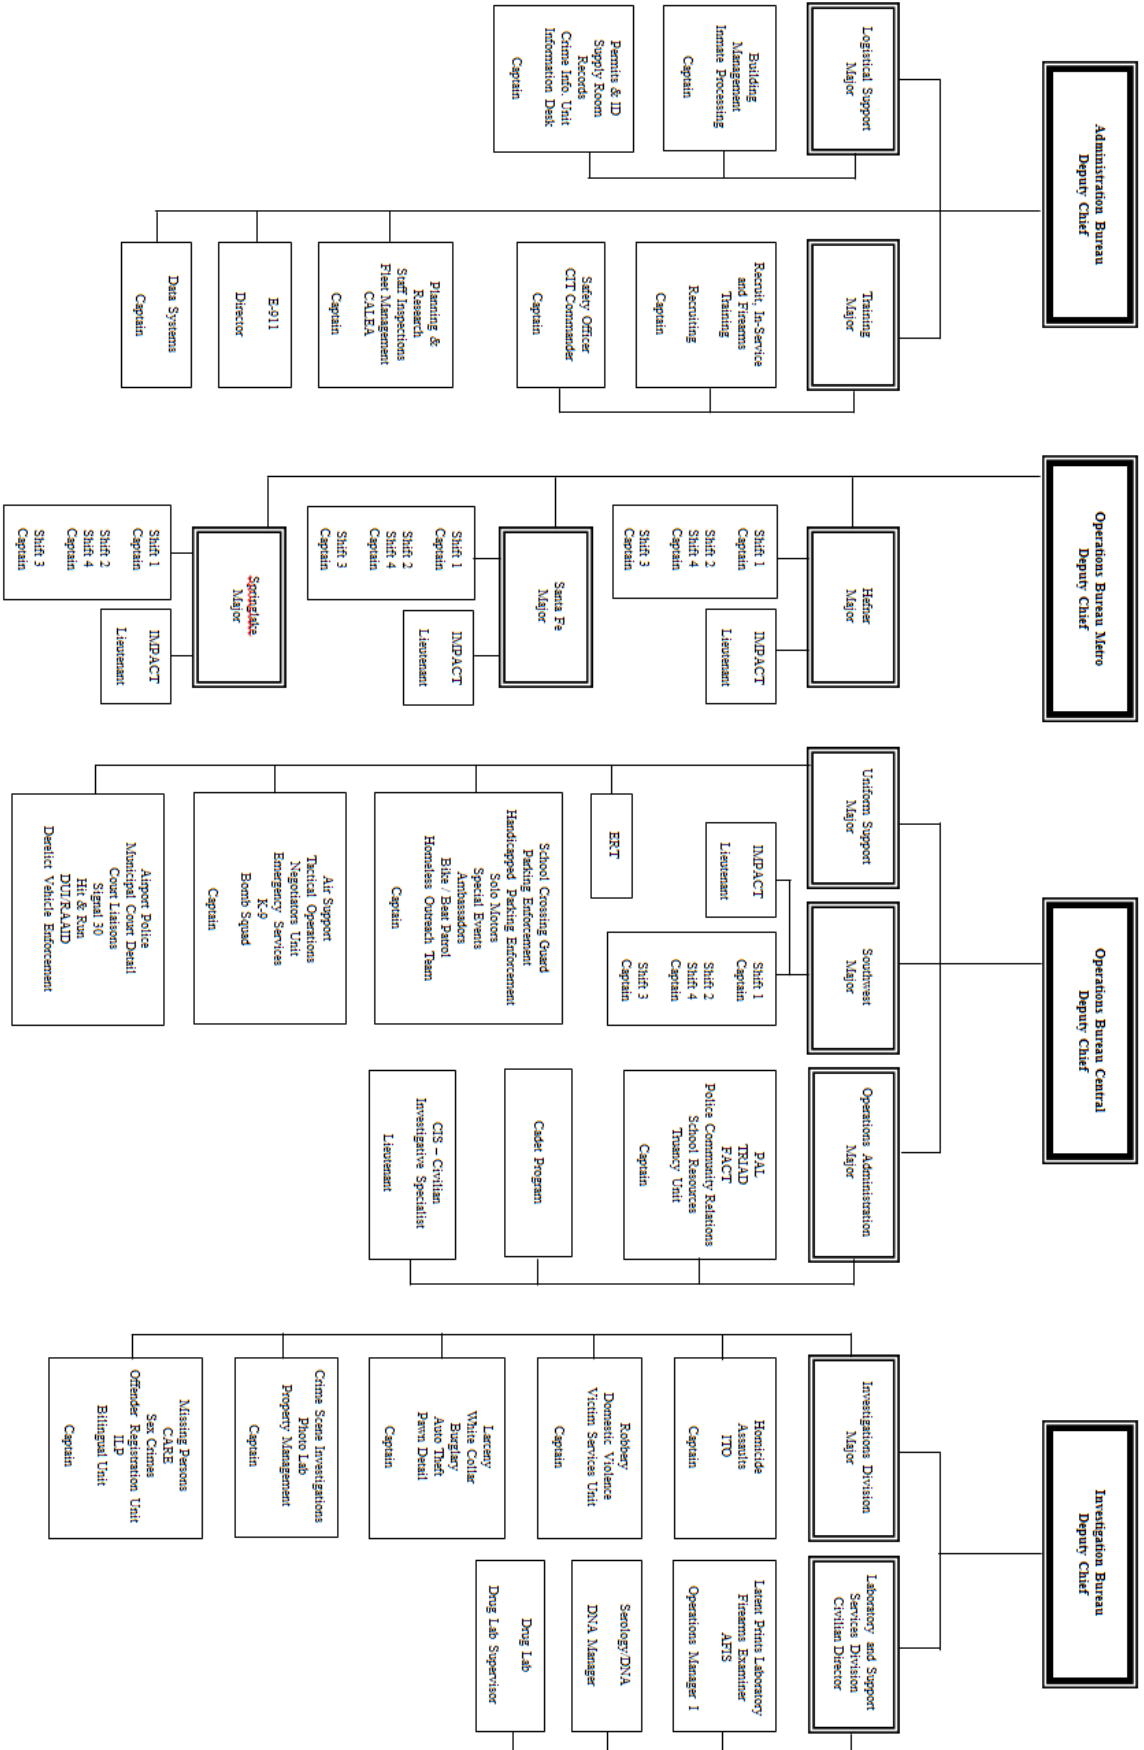 Administration Bureau
Deputy Chief
Logistical Support
Major
Building
Management
Inmate Processing
Captain
Permits & ID
Supply Room
Records
Crime Info. Unit
Information Desk
Captain
Training
Major
Recruit, In-Service
and Firearms
Training
Recruiting
Captain
Safety Officer
CIT Commander
Captain
Planning &
Research
Staff Inspections
Fleet Management
CALEA
Captain
E-911
Director
Data Systems
Captain
Operations Bureau Metro
Deputy Chief
Hefner
Major
Shift 1
Captain
Shift 2
Shift 4
Captain
Shift 3
Captain
IMPACT
Lieutenant
Santa Fe
Major
Shift 1
Captain
Shift 2
Shift 4
Captain
Shift 3
Captain
IMPACT
Lieutenant
Springlake
Major
Shift 1
Captain
Shift 2
Shift 4
Captain
Shift 3
Captain
IMPACT
Lieutenant
Operations Bureau Central
Deputy Chief
Uniform Support
Major
ERT
School Crossing Guard
Parking Enforcement
Handicapped Parking Enforcement
Solo Motors
Special Events
Ambassadors
Bike / Beat Patrol
Homeless Outreach Team
Captain
Air Support
Tactical Operations
Negotiators Unit
Emergency Services
K-9
Bomb Squad
Captain
Airport Police
Municipal Court Detail
Court Liaisons
Signal 30
Hit & Run
DUI/RAAID
Derelict Vehicle Enforcement
Southwest
Major
IMPACT
Lieutenant
Shift 1
Captain
Shift 2
Shift 4
Captain
Shift 3
Captain
Operations Administration
Major
PAL
TRIAD
FACT
Police Community Relations
School Resources
Truancy Unit
Captain
Cadet Program
CIS – Civilian
Investigative Specialist
Lieutenant
Investigation Bureau
Deputy Chief
Investigations Division
Major
Homicide
Assaults
ITO
Captain
Robbery
Domestic Violence
Victim Services Unit
Captain
Larceny
White Collar
Burglary
Auto Theft
Pawn Detail
Captain
Crime Scene Investigations
Photo Lab
Property Management
Captain
Missing Persons
CARE
Sex Crimes
Offender Registration Unit
ILP
Bilingual Unit
Captain
Laboratory and Support
Services Division
Civilian Director
Latent Prints Laboratory
Firearms Examiner
AFIS
Operations Manager I
Serology/DNA
DNA Manager
Drug Lab
Drug Lab Supervisor